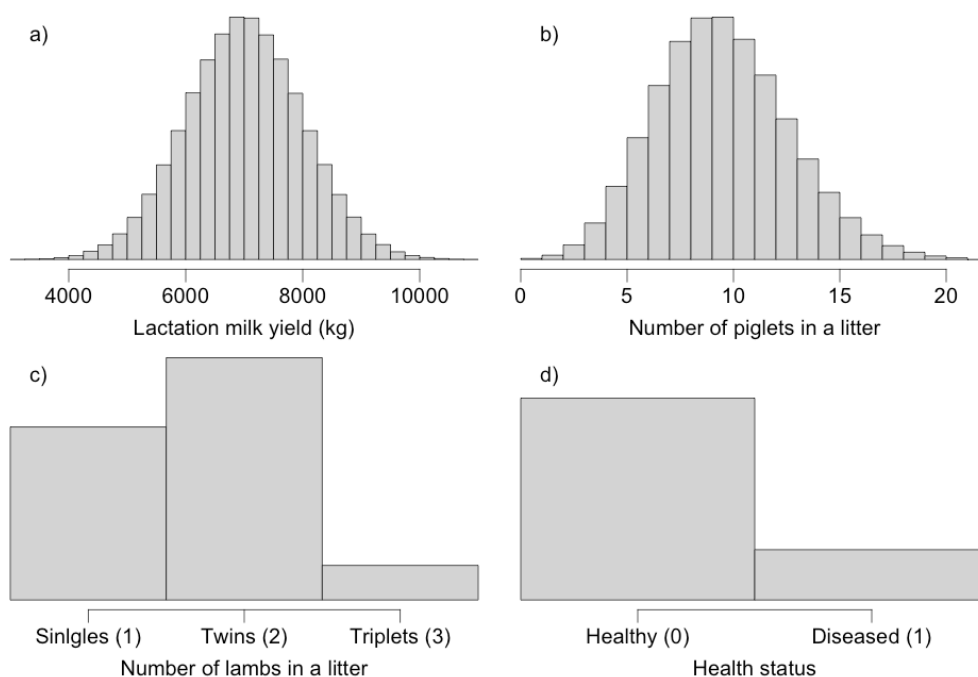 a)
4000 6000 8000 10000
Lactation milk yield (kg)
b)
0 5 10 15 20
Number of piglets in a litter
c)
Sinlgles (1) Twins (2) Triplets (3)
Number of lambs in a litter
d)
Healthy (0) Diseased (1)
Health status